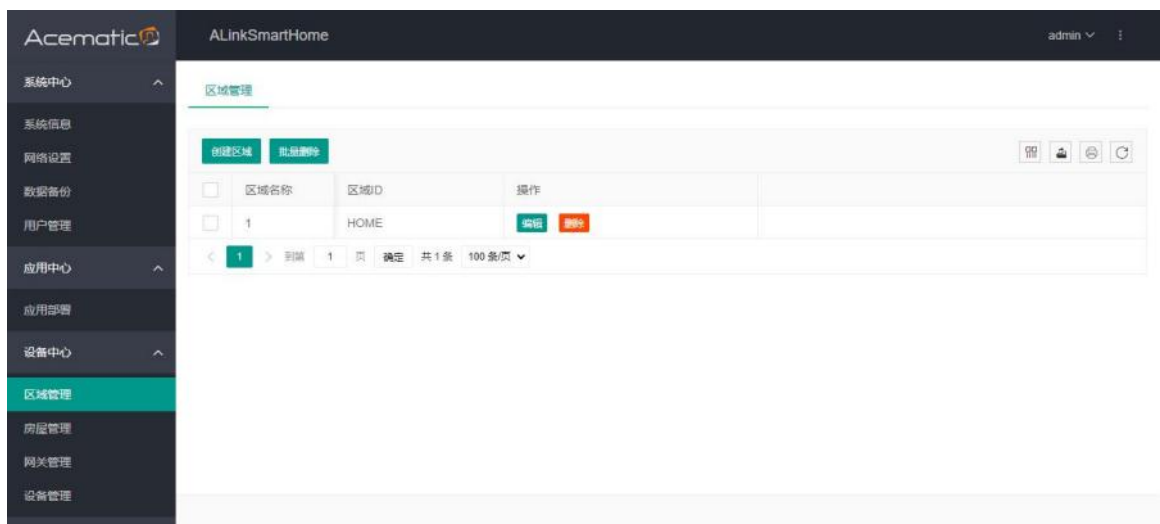 Acematic
ALinkSmartHome
admin
系统中心
系统信息
网络设置
数据备份
用户管理
应用中心
应用部署
设备中心
区域管理
房屋管理
网关管理
设备管理
区域管理
创建区域 批量删除
区域名称 区域ID 操作
1 HOME 编辑 删除
1 到第 1 页 确定 共 1 条 100 条/页